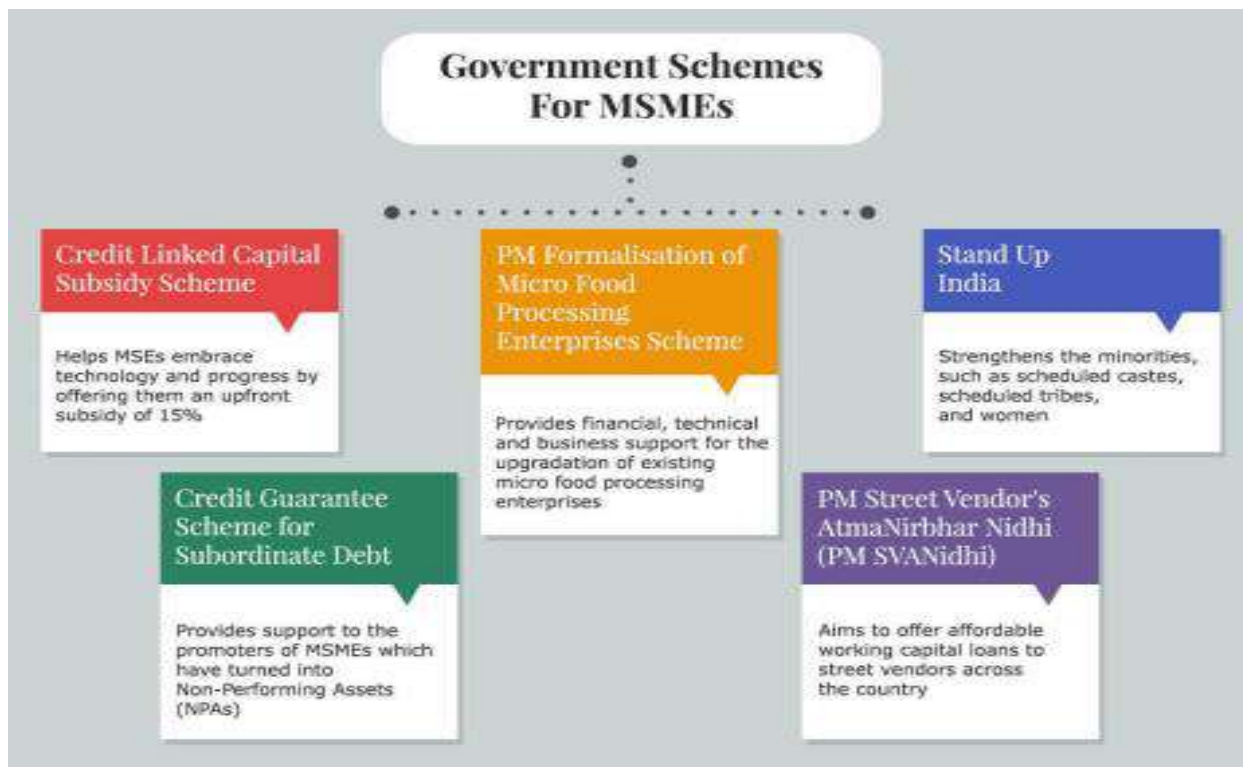 Government Schemes
For MSMEs
Credit Linked Capital
Subsidy Scheme
Helps MSEs embrace
technology and progress by
offering them an upfront
subsidy of 15%
PM Formalisation of
Micro Food
Processing
Enterprises Scheme
Provides financial, technical
and business support for the
upgradation of existing
micro food processing
enterprises
Stand Up
India
Strengthens the minorities,
such as scheduled castes,
scheduled tribes,
and women
Credit Guarantee
Scheme for
Subordinate Debt
Provides support to the
promoters of MSMEs which
have turned into
Non-Performing Assets
(NPAs)
PM Street Vendor's
AtmaNirbhar Nidhi
(PM SVANidhi)
Aims to offer affordable
working capital loans to
street vendors across
the country